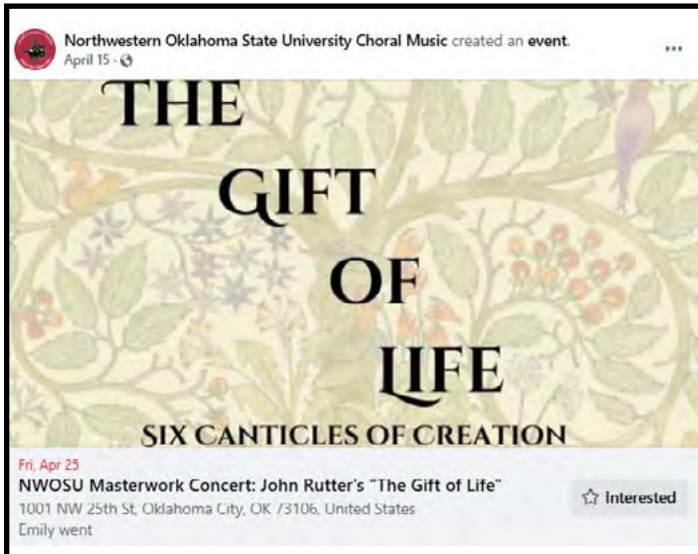 Northwestern Oklahoma State University Choral Music created an event.
April 15 ·
THE
GIFT
OF
LIFE
SIX CANTICLES OF CREATION
Fri, Apr 25
NWOSU Masterwork Concert: John Rutter's "The Gift of Life"
1001 NW 25th St, Oklahoma City, OK 73106, United States
Interested
Emily went